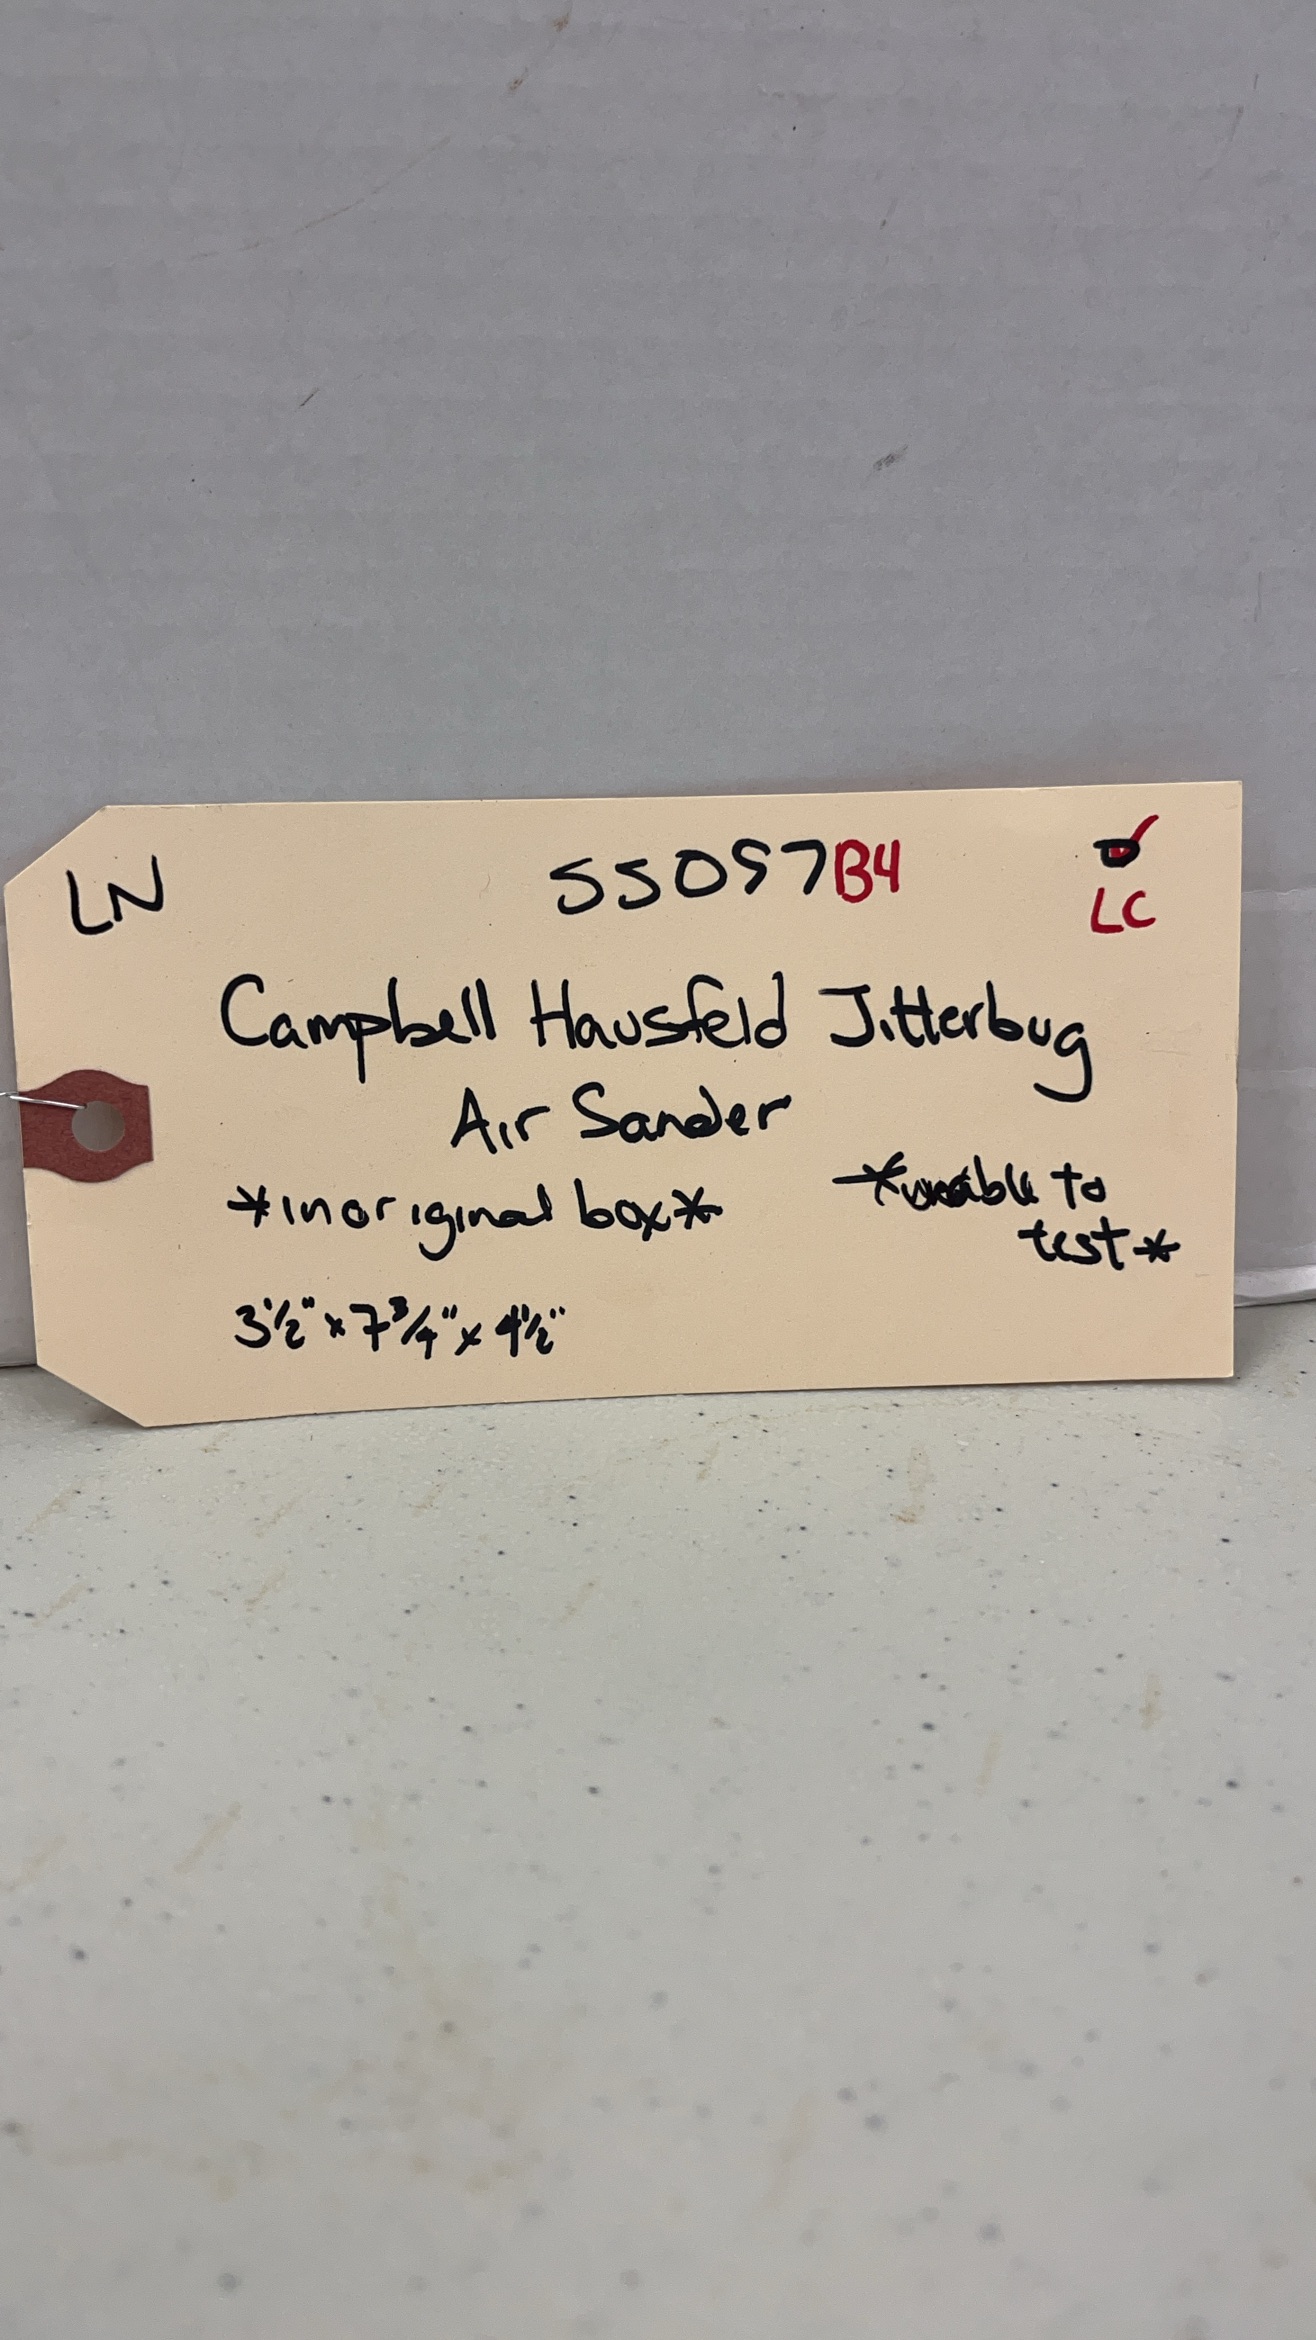 LN 55057B4
LC
Campbell Hausfeld Jitterbug
Air Sander
*in original box* *unable to
test*
3½" x 7¾" x 4½"